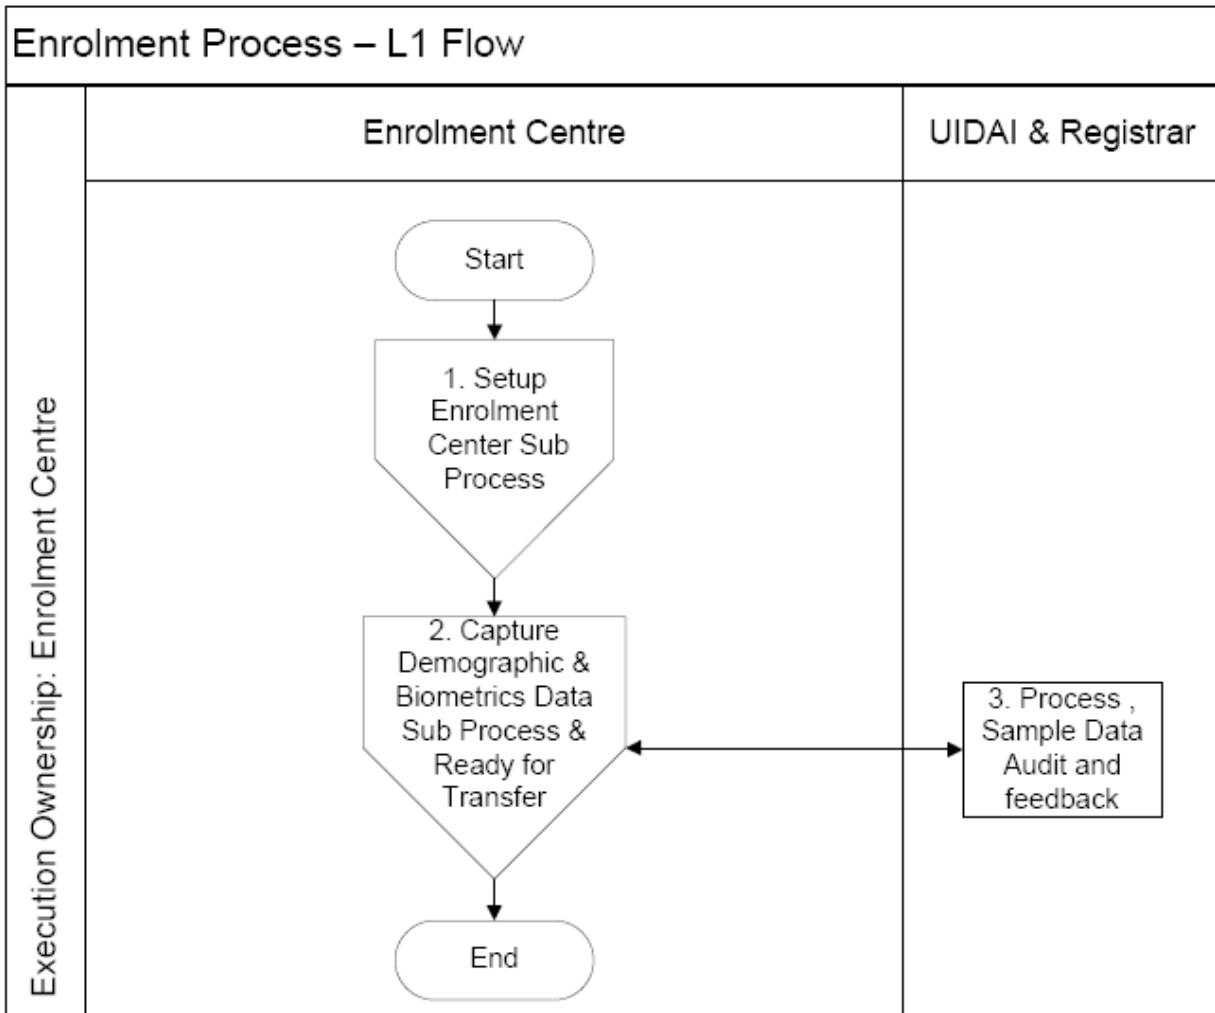 Enrolment Process – L1 Flow
Enrolment Centre
UIDAI & Registrar
Execution Ownership: Enrolment Centre
Start
1. Setup
Enrolment
Center Sub
Process
2. Capture
Demographic &
Biometrics Data
Sub Process &
Ready for
Transfer
3. Process ,
Sample Data
Audit and
feedback
End